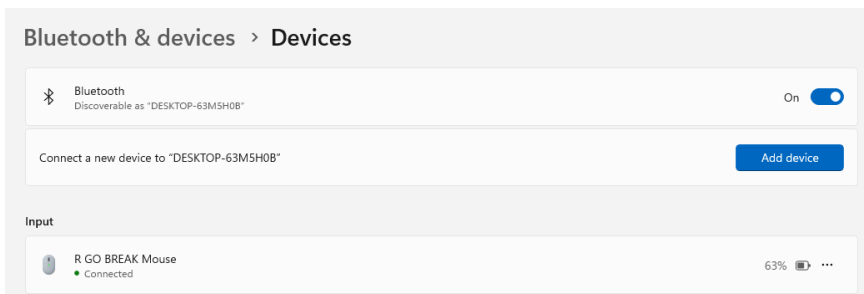 Bluetooth & devices > Devices
Bluetooth
Discoverable as "DESKTOP-63M5H0B"
On
Connect a new device to "DESKTOP-63M5H0B"
Add device
Input
R GO BREAK Mouse
Connected
63%